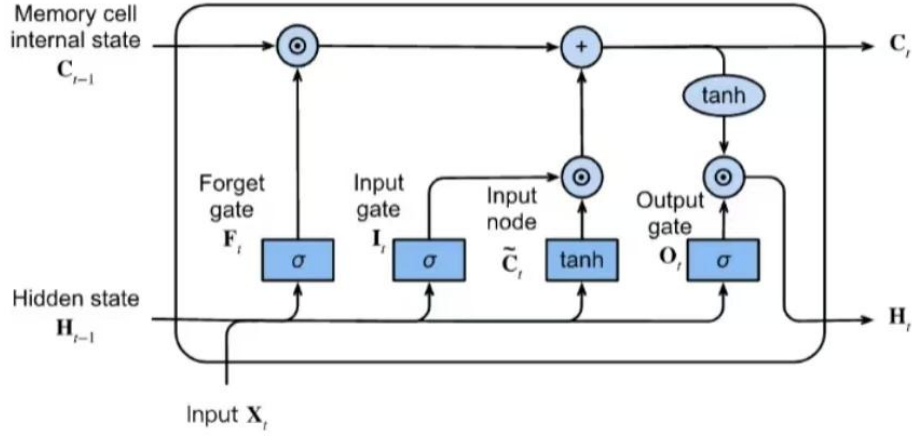 Memory cell
internal state
C_{t-1}
⊙
+
C_t
tanh
Forget
gate
F_t
Input
gate
I_t
⊙
Input
node
C̃_t
Output
gate
O_t
⊙
σ
σ
tanh
σ
Hidden state
H_{t-1}
H_t
Input X_t